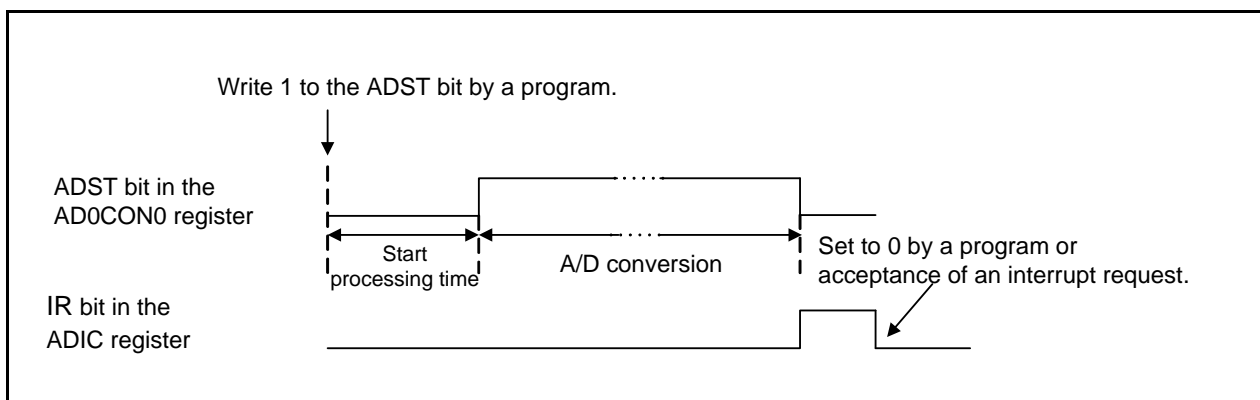 Write 1 to the ADST bit by a program.
ADST bit in the
AD0CON0 register
Start
processing time
A/D conversion
Set to 0 by a program or
acceptance of an interrupt request.
IR bit in the
ADIC register